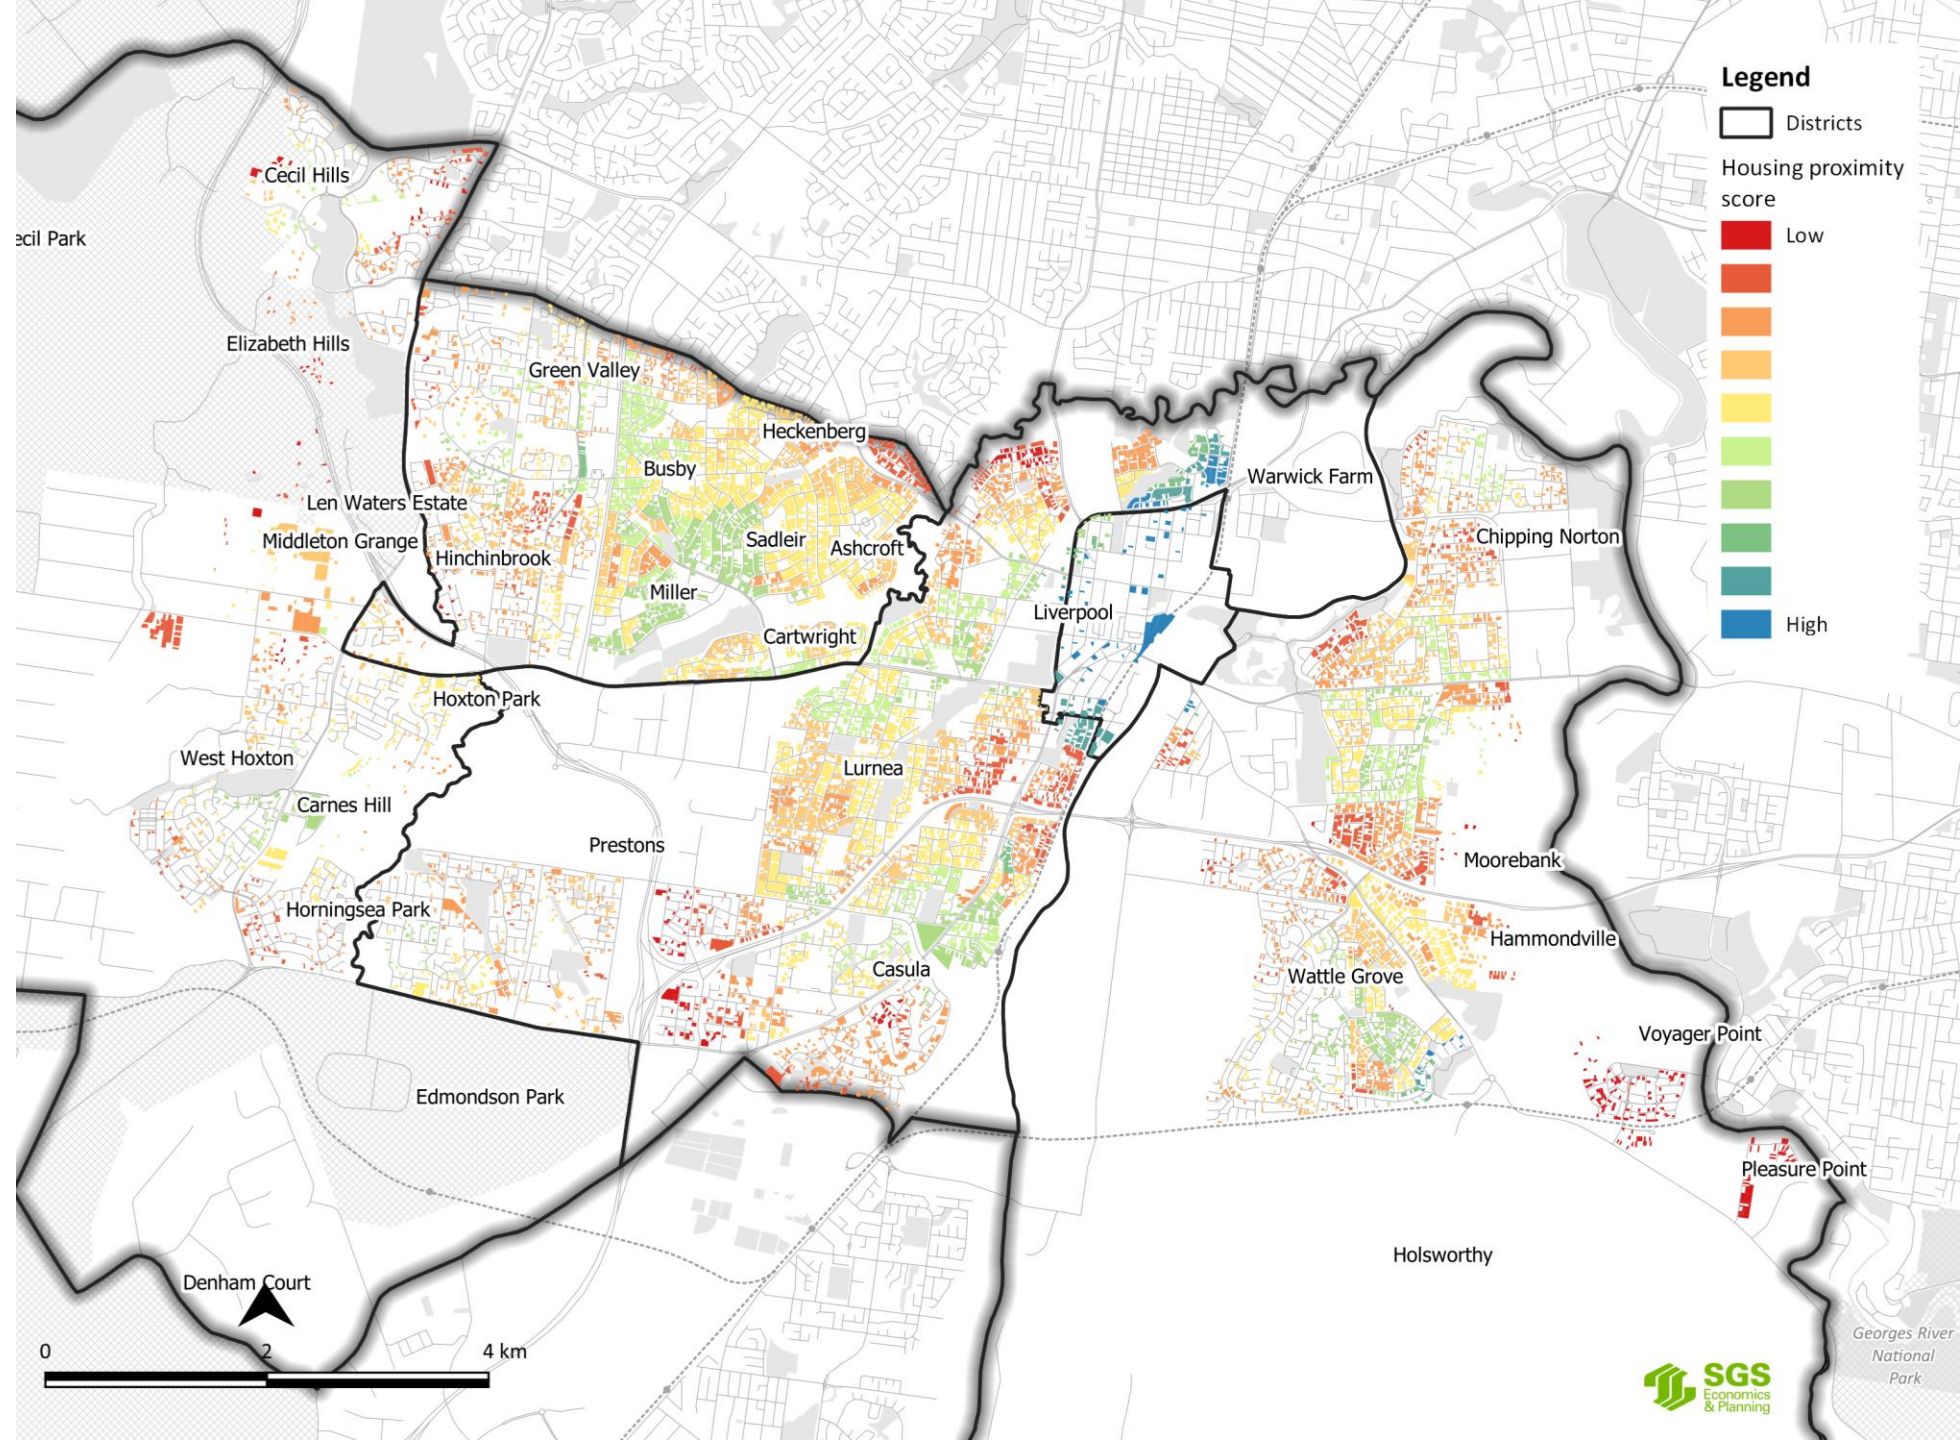 Legend
Districts
Housing proximity
score
Low
High
Cecil Hills
ecil Park
Elizabeth Hills
Green Valley
Heckenberg
Busby
Warwick Farm
Len Waters Estate
Middleton Grange
Hinchinbrook
Sadleir
Ashcroft
Chipping Norton
Miller
Liverpool
Cartwright
Hoxton Park
West Hoxton
Lurnea
Carnes Hill
Prestons
Moorebank
Horningsea Park
Hammondville
Casula
Wattle Grove
Voyager Point
Edmondson Park
Pleasure Point
Holsworthy
Denham Court
Georges River
National
Park
0 2 4 km
SGS
Economics
& Planning